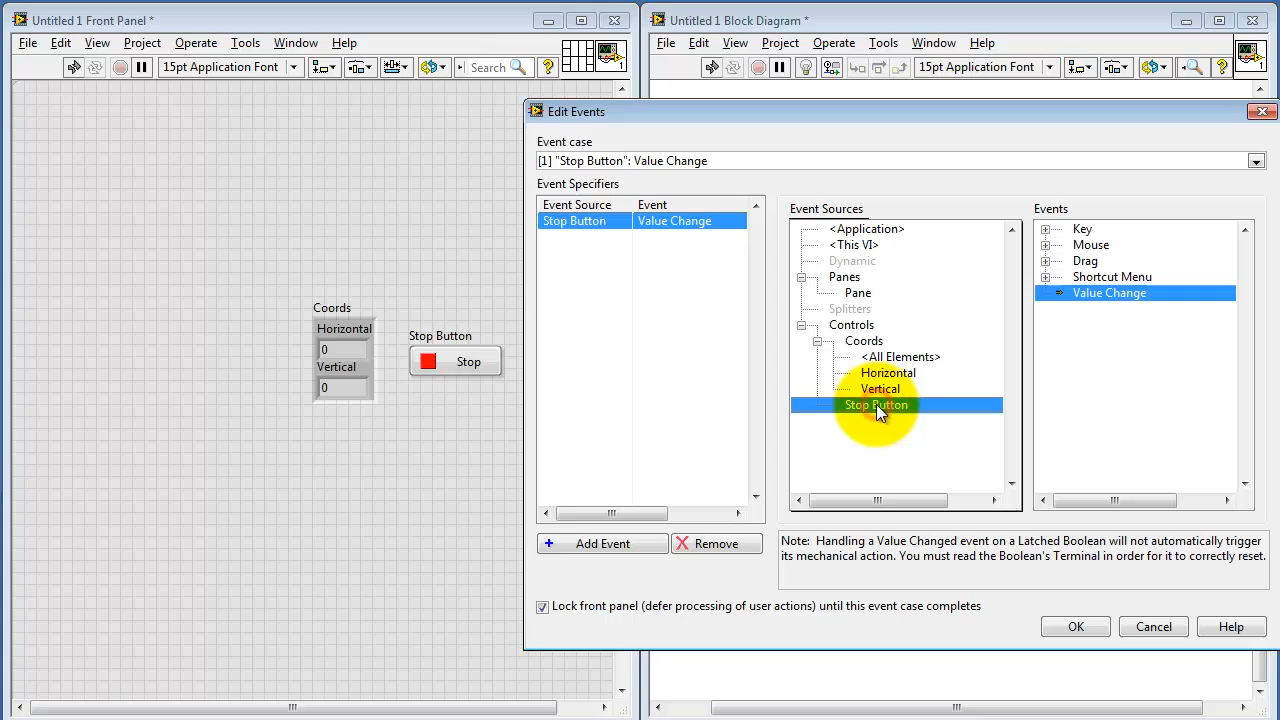 Untitled 1 Front Panel *
File Edit View Project Operate Tools Window Help
15pt Application Font
Search
?
1
Coords
Horizontal
0
Vertical
0
Stop Button
Stop
Untitled 1 Block Diagram *
File Edit View Project Operate Tools Window Help
15pt Application Font
?
1
Edit Events
Event case
[1] "Stop Button": Value Change
Event Specifiers
Event Source Event
Stop Button Value Change
Add Event
Remove
Event Sources
<Application>
<This VI>
Dynamic
Panes
Pane
Splitters
Controls
Coords
<All Elements>
Horizontal
Vertical
Stop Button
Events
Key
Mouse
Drag
Shortcut Menu
Value Change
Note: Handling a Value Changed event on a Latched Boolean will not automatically trigger
its mechanical action. You must read the Boolean's Terminal in order for it to correctly reset.
Lock front panel (defer processing of user actions) until this event case completes
OK
Cancel
Help